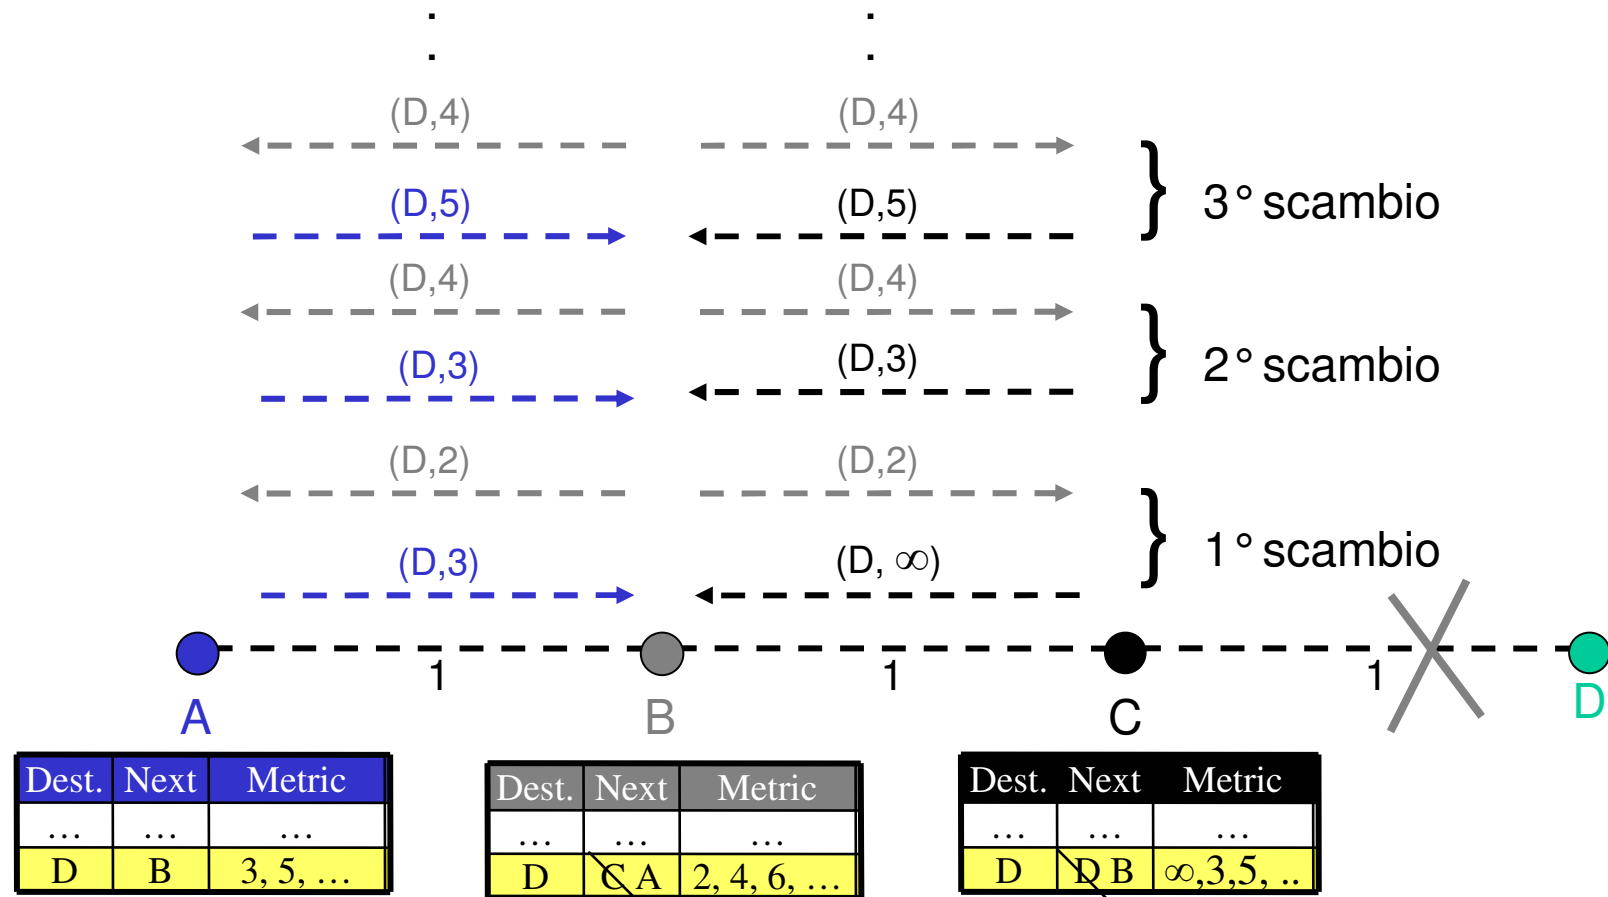 (D,4) (D,4)
(D,5) (D,5) 3° scambio
(D,4) (D,4)
(D,3) (D,3) 2° scambio
(D,2) (D,2)
(D,3) (D, ∞) 1° scambio
1 1 1
A B C D
Dest. Next Metric
… … …
D B 3, 5, …
Dest. Next Metric
… … …
D C A 2, 4, 6, …
Dest. Next Metric
… … …
D D B ∞,3,5, ..